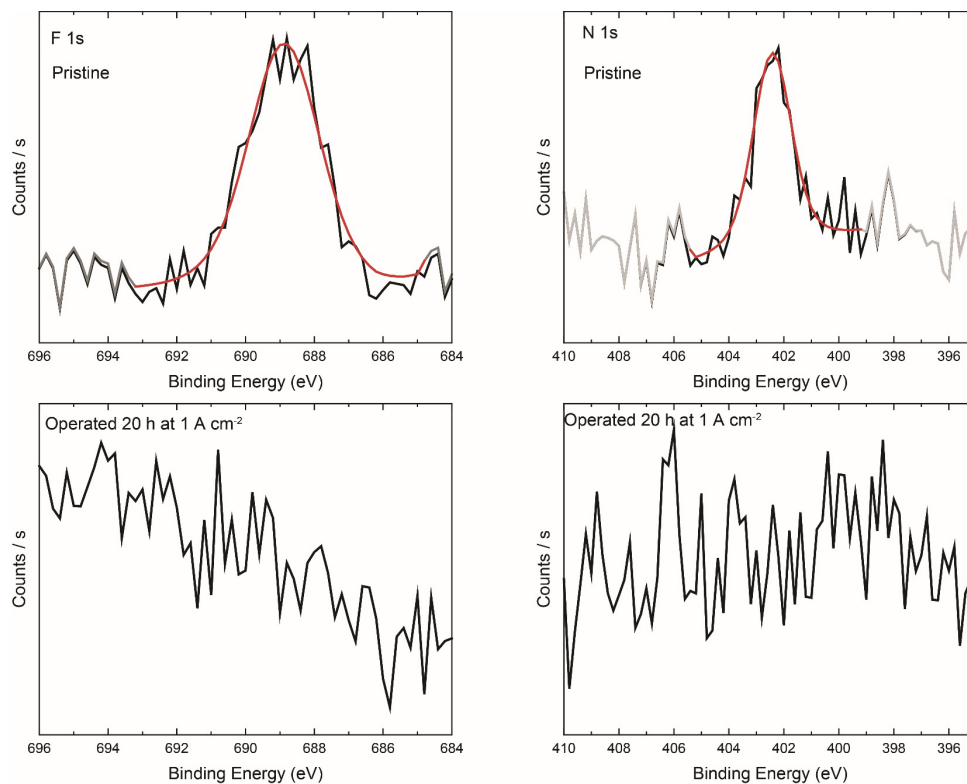 F 1s
Pristine
Counts / s
696 694 692 690 688 686 684
Binding Energy (eV)
N 1s
Pristine
Counts / s
410 408 406 404 402 400 398 396
Binding Energy (eV)
Operated 20 h at 1 A cm⁻²
Counts / s
696 694 692 690 688 686 684
Binding Energy (eV)
Operated 20 h at 1 A cm⁻²
Counts / s
410 408 406 404 402 400 398 396
Binding Energy (eV)